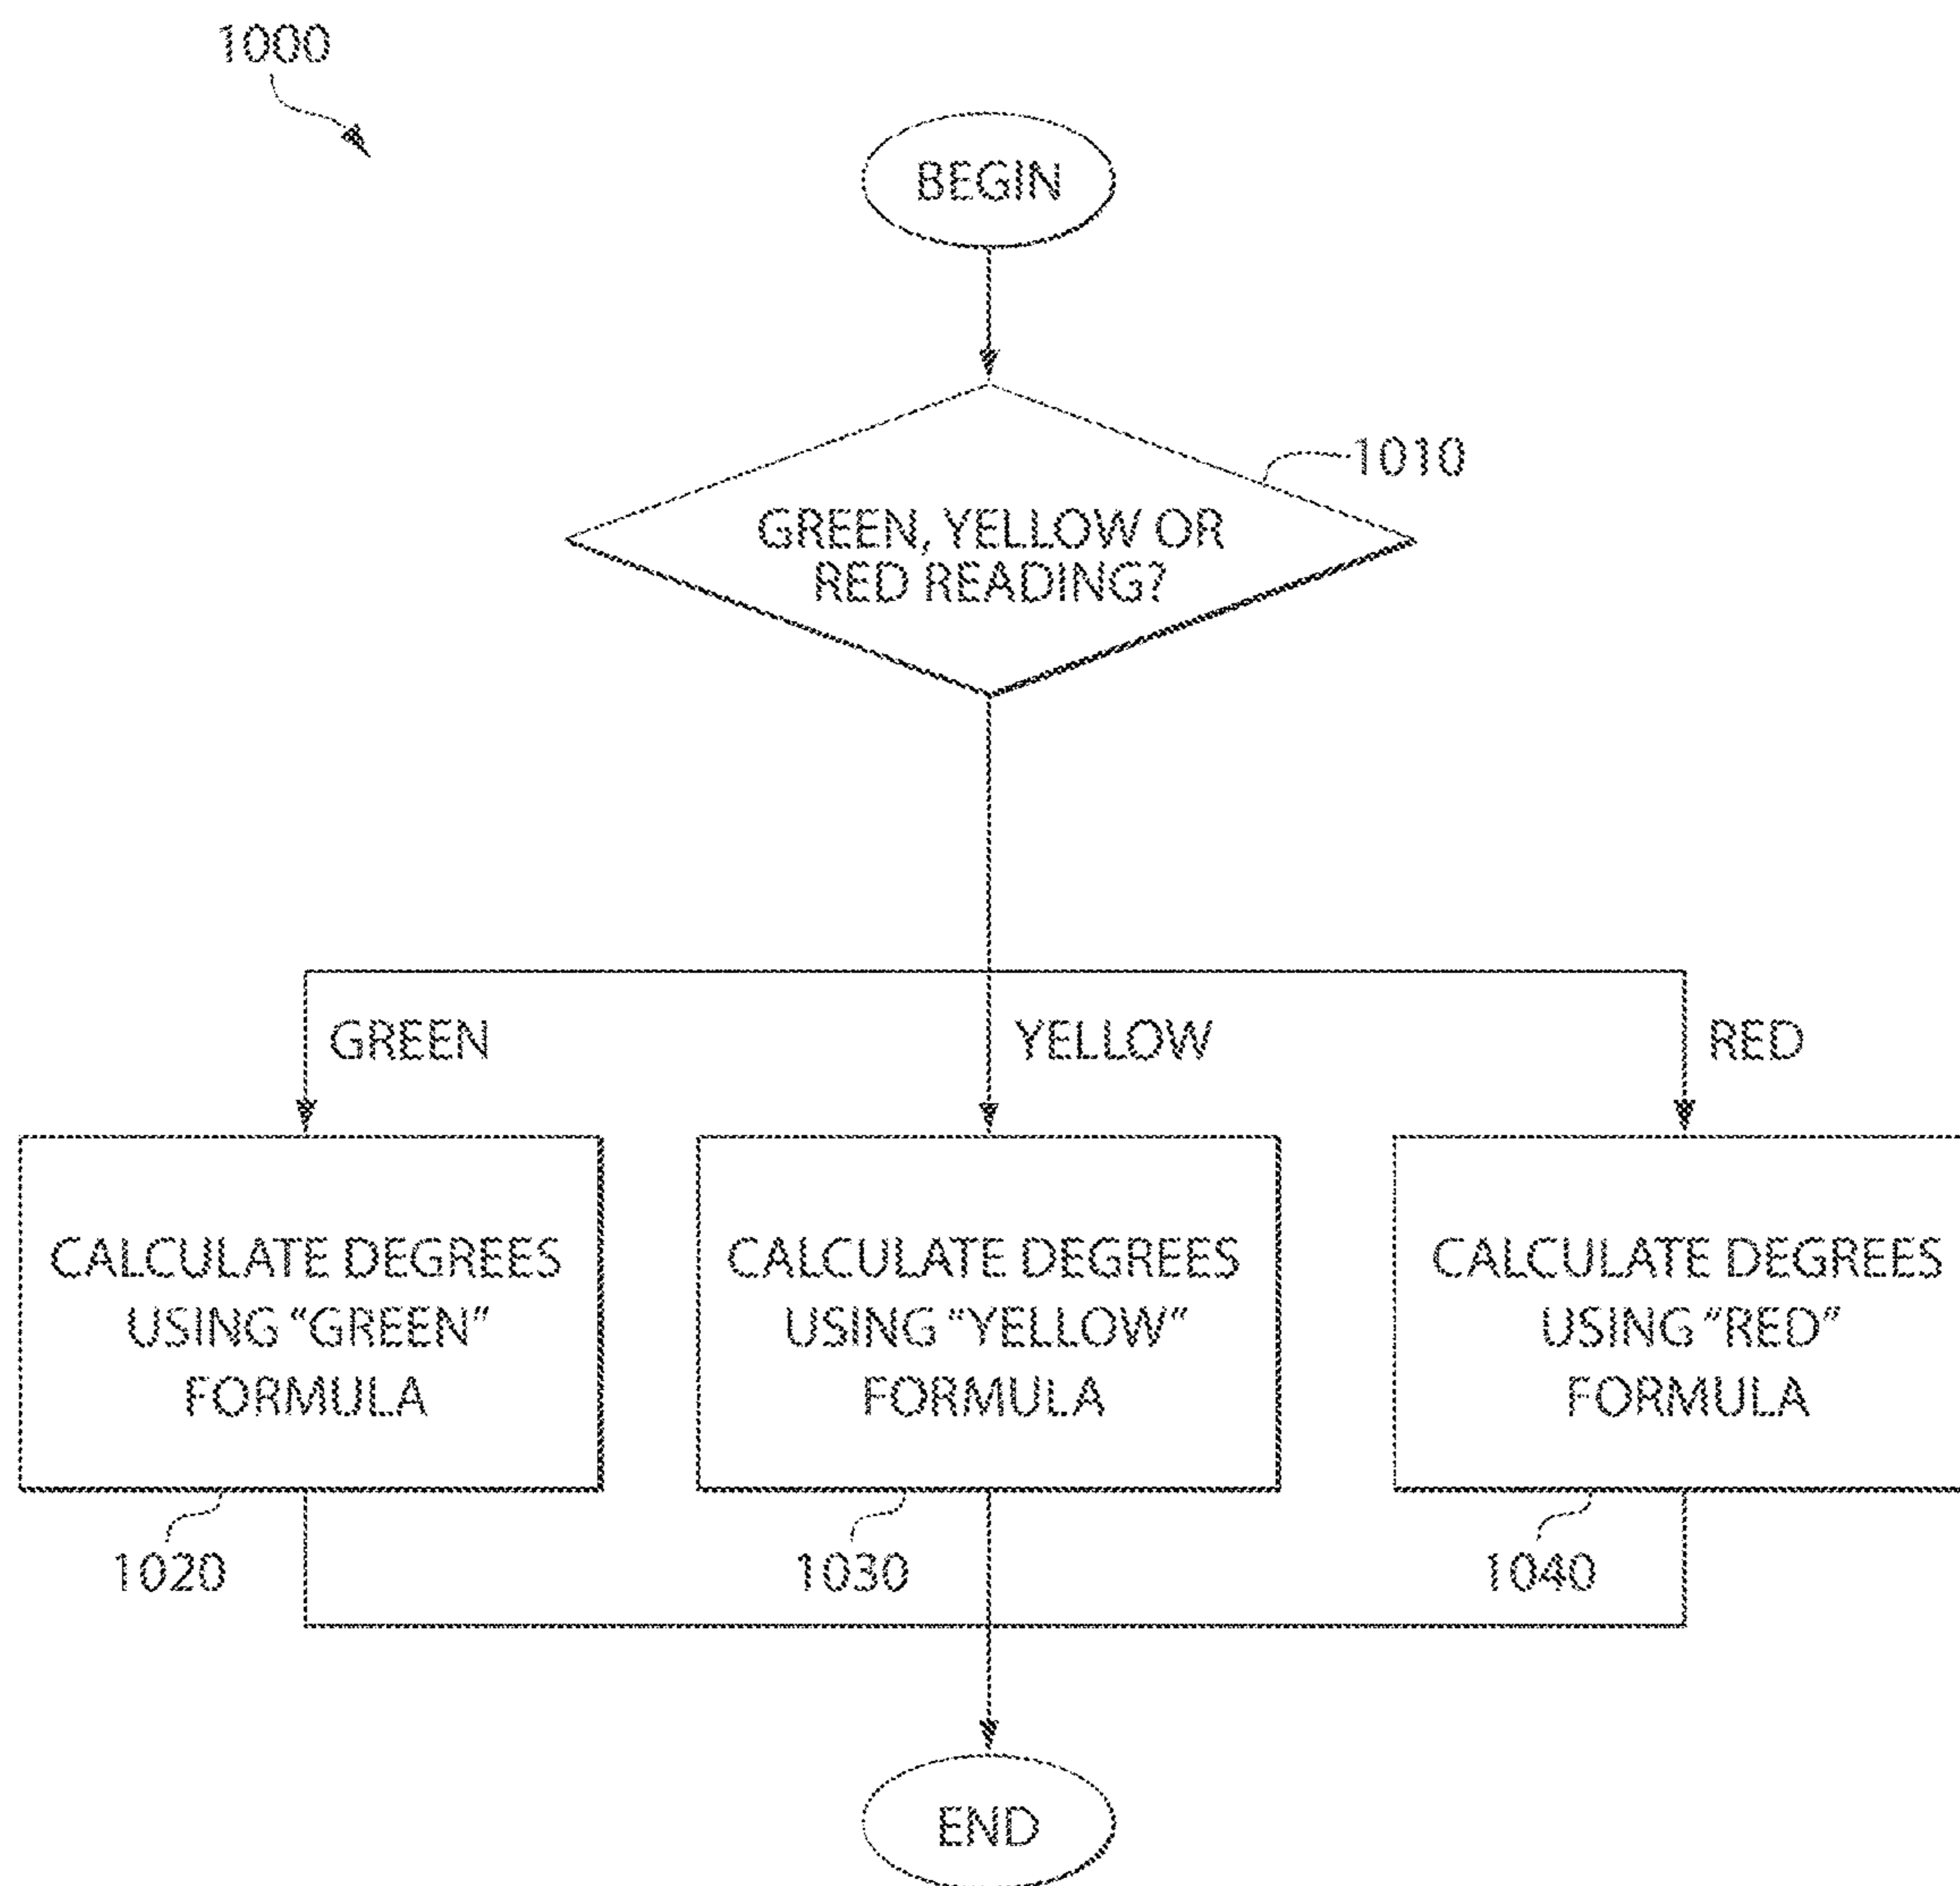 1000
BEGIN
1010
GREEN, YELLOW OR
RED READING?
GREEN
YELLOW
RED
CALCULATE DEGREES
USING “GREEN”
FORMULA
CALCULATE DEGREES
USING “YELLOW”
FORMULA
CALCULATE DEGREES
USING “RED”
FORMULA
1020
1030
1040
END